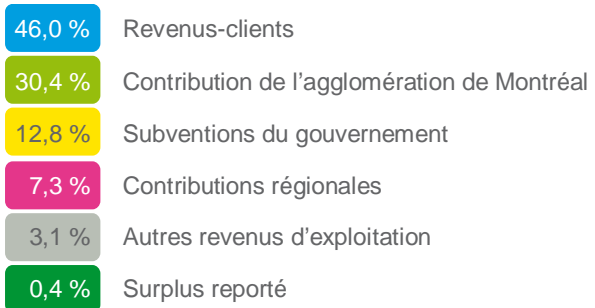 46,0 % Revenus-clients
30,4 % Contribution de l'agglomération de Montréal
12,8 % Subventions du gouvernement
7,3 % Contributions régionales
3,1 % Autres revenus d'exploitation
0,4 % Surplus reporté